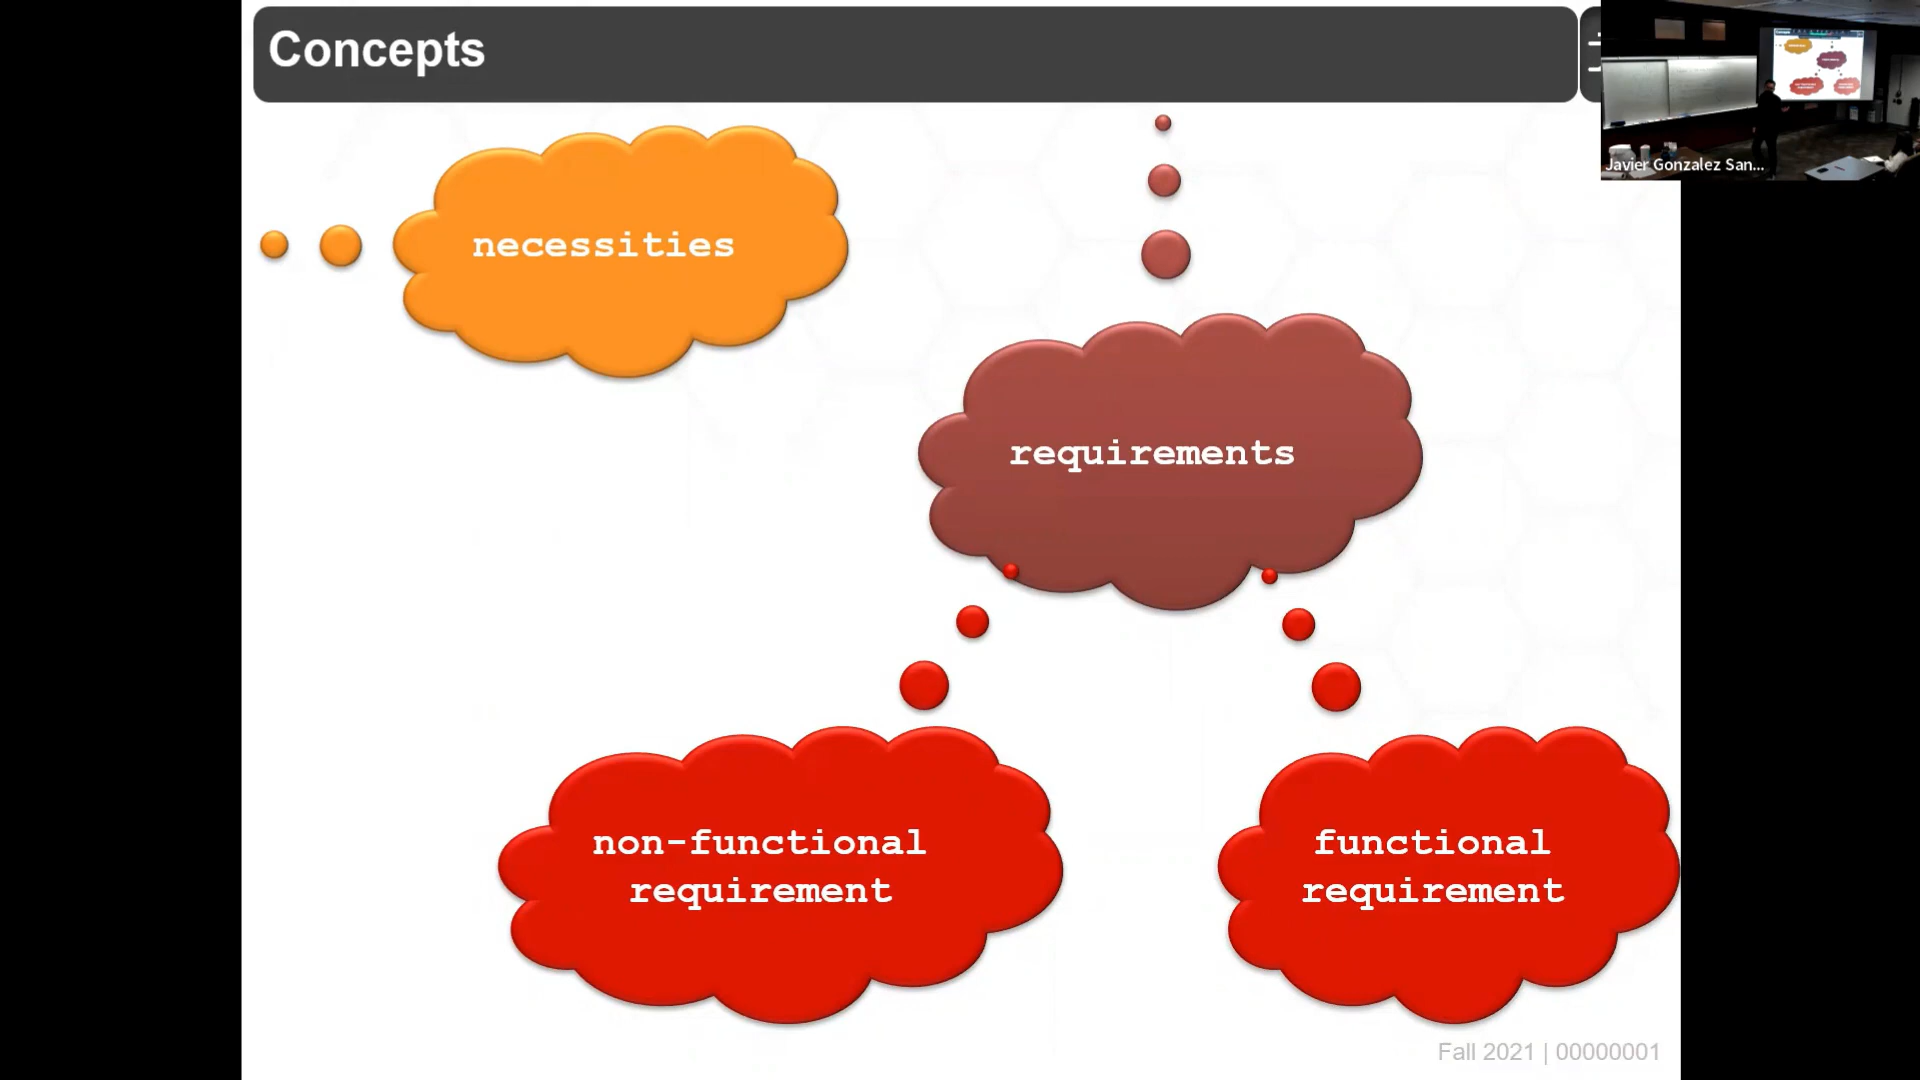 Concepts
Javier Gonzalez San...
necessities
requirements
non-functional
requirement
functional
requirement
Fall 2021 | 00000001